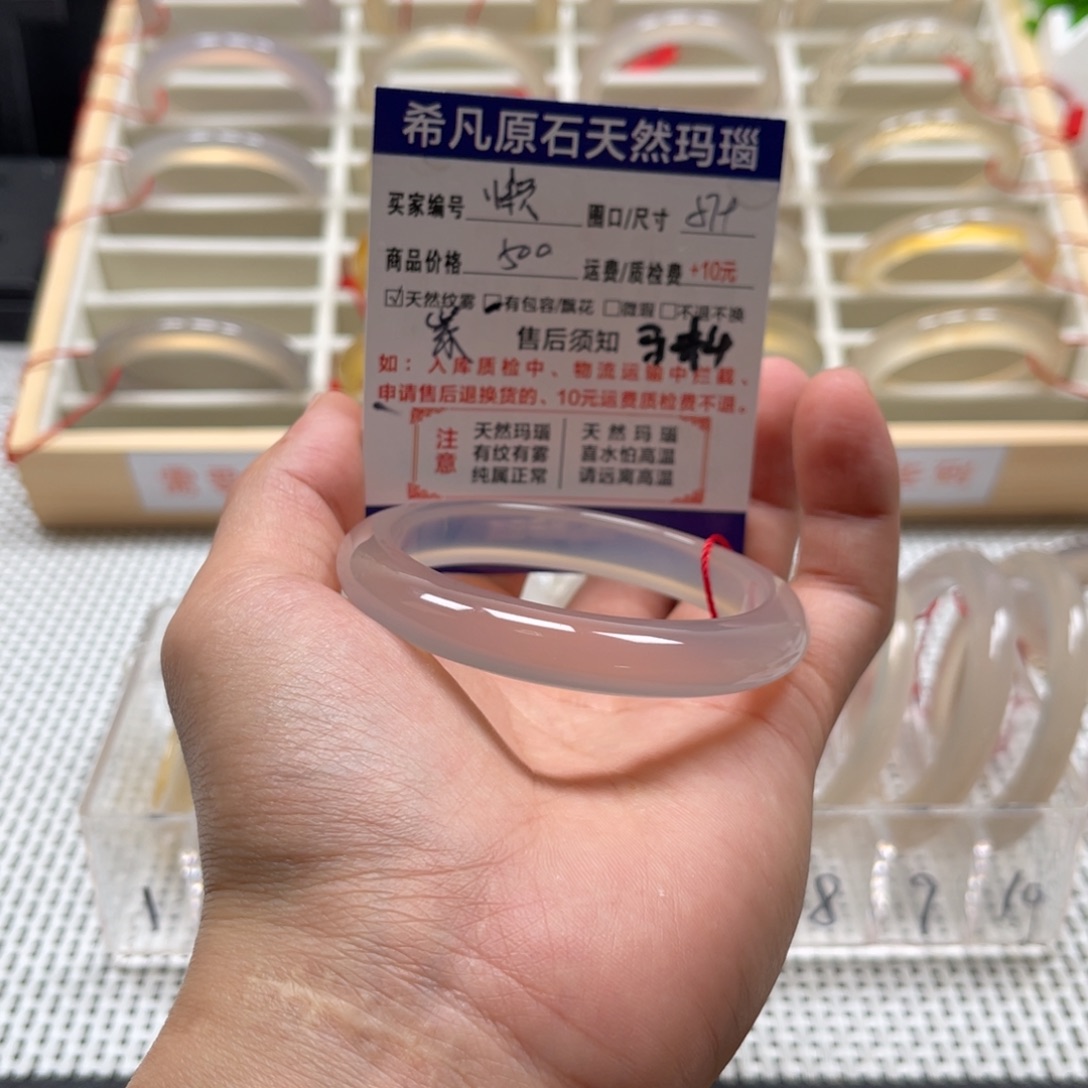 希凡原石天然玛瑙
买家编号 懒 圈口/尺寸
商品价格 500 运费/质检费 +10元
天然纹雾 有包容/飘花 微瑕 不退不换
售后须知
如：入库质检中、物流运输中拦截、
申请售后退换货的、10元运费质检费不退。
注意
天然玛瑙 天然玛瑙
有纹有雾 喜水怕高温
纯属正常 请远离高温
1 8 9 10